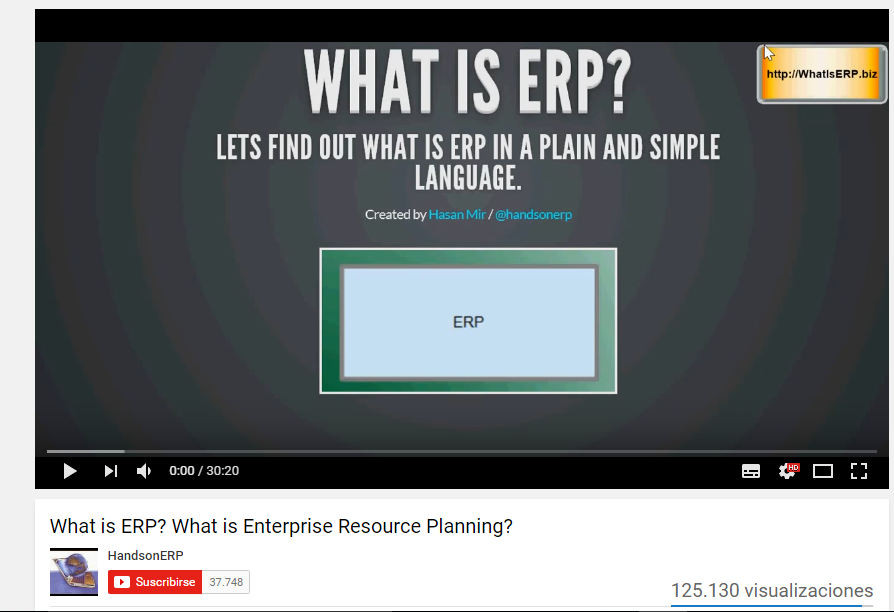 WHAT IS ERP?
http://WhatIsERP.biz
LETS FIND OUT WHAT IS ERP IN A PLAIN AND SIMPLE
LANGUAGE.
Created by Hasan Mir / @handsonerp
ERP
0:00 / 30:20
HD
What is ERP? What is Enterprise Resource Planning?
HandsonERP
Suscribirse 37.748
125.130 visualizaciones